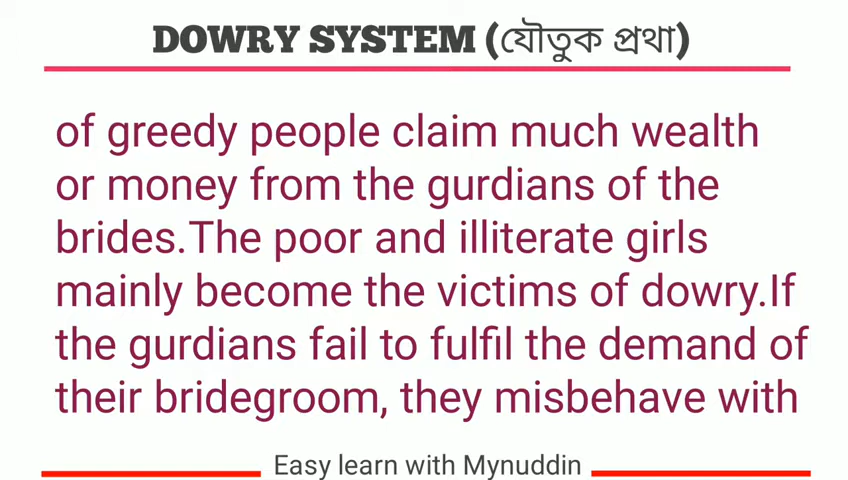 DOWRY SYSTEM (যৌতুক প্রথা)
of greedy people claim much wealth
or money from the gurdians of the
brides.The poor and illiterate girls
mainly become the victims of dowry.If
the gurdians fail to fulfil the demand of
their bridegroom, they misbehave with
Easy learn with Mynuddin